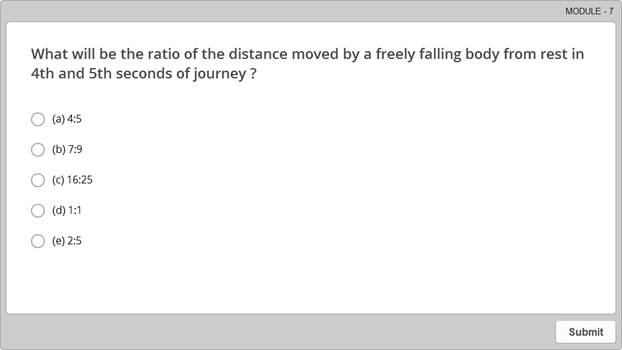 MODULE - 7
What will be the ratio of the distance moved by a freely falling body from rest in
4th and 5th seconds of journey ?
(a) 4:5
(b) 7:9
(c) 16:25
(d) 1:1
(e) 2:5
Submit